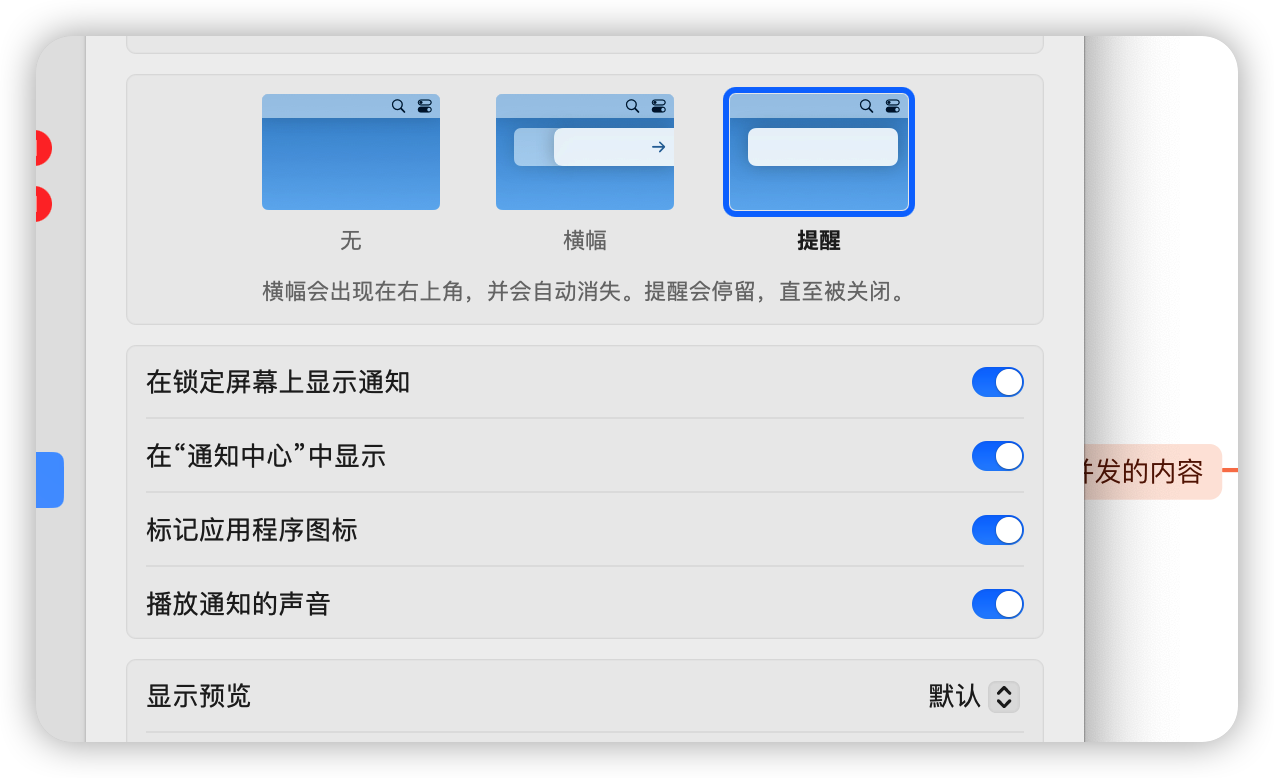 无
横幅
提醒
横幅会出现在右上角，并会自动消失。提醒会停留，直至被关闭。
在锁定屏幕上显示通知
在“通知中心”中显示
并发的内容
标记应用程序图标
播放通知的声音
显示预览
默认